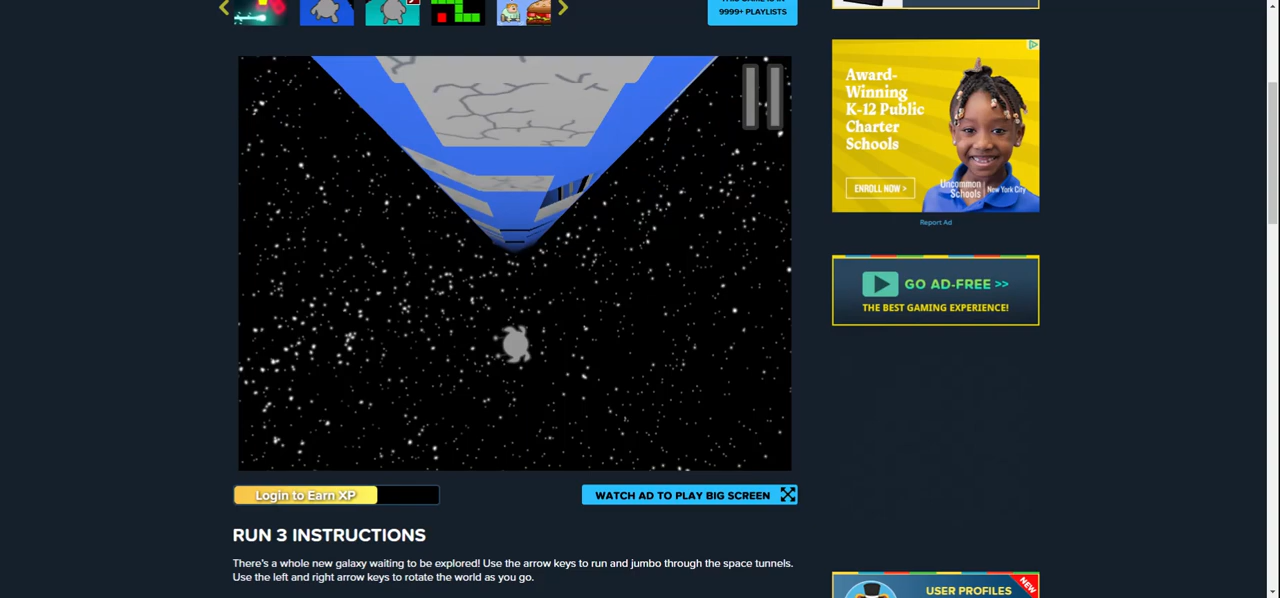 9999+ PLAYLISTS
Award-
Winning
K-12 Public
Charter
Schools
ENROLL NOW >
Uncommon
Schools
New York City
Report Ad
GO AD-FREE >>
THE BEST GAMING EXPERIENCE!
Login to Earn XP
WATCH AD TO PLAY BIG SCREEN
RUN 3 INSTRUCTIONS
There's a whole new galaxy waiting to be explored! Use the arrow keys to run and jumbo through the space tunnels.
Use the left and right arrow keys to rotate the world as you go.
USER PROFILES
NEW